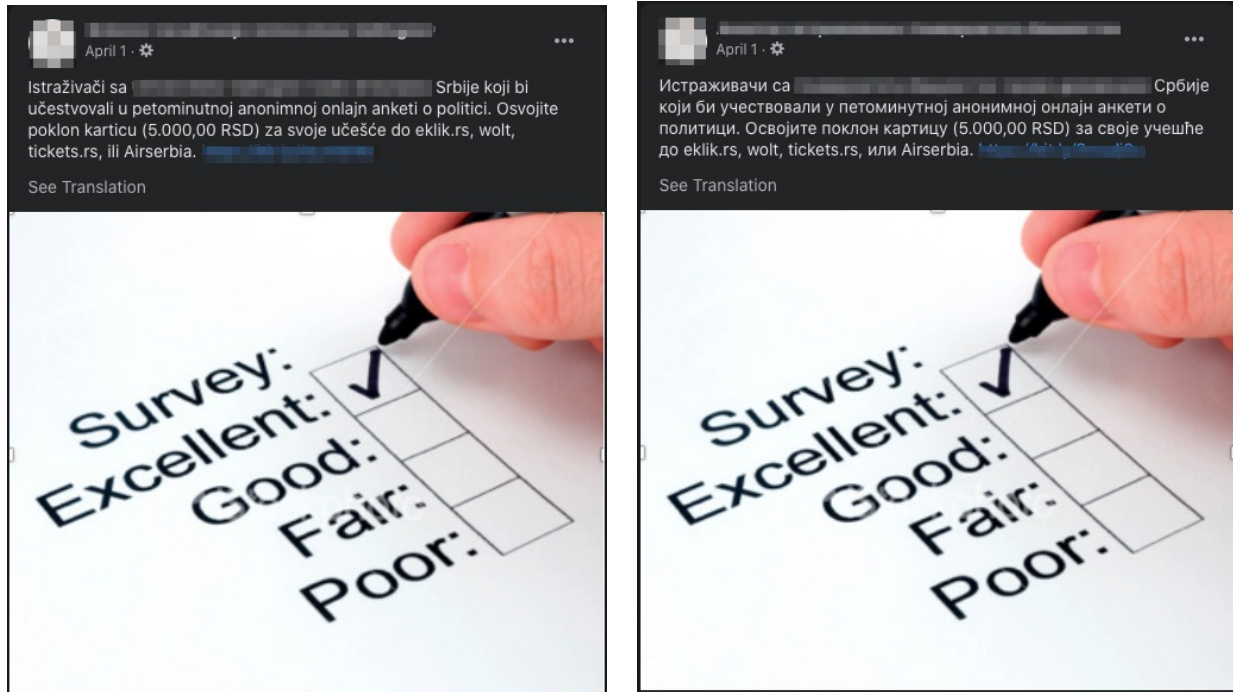 April 1 ·
Istraživači sa Srbije koji bi
učestvovali u petominutnoj anonimnoj onlajn anketi o politici. Osvojite
poklon karticu (5.000,00 RSD) za svoje učešće do eklik.rs, wolt,
tickets.rs, ili Airserbia.
See Translation
Survey:
Excellent:
Good:
Fair:
Poor:
April 1 ·
Истраживачи са Србије
који би учествовали у петоминутној анонимној онлајн анкети о
политици. Освојите поклон картицу (5.000,00 RSD) за своје учешће
до eklik.rs, wolt, tickets.rs, или Airserbia.
See Translation
Survey:
Excellent:
Good:
Fair:
Poor: